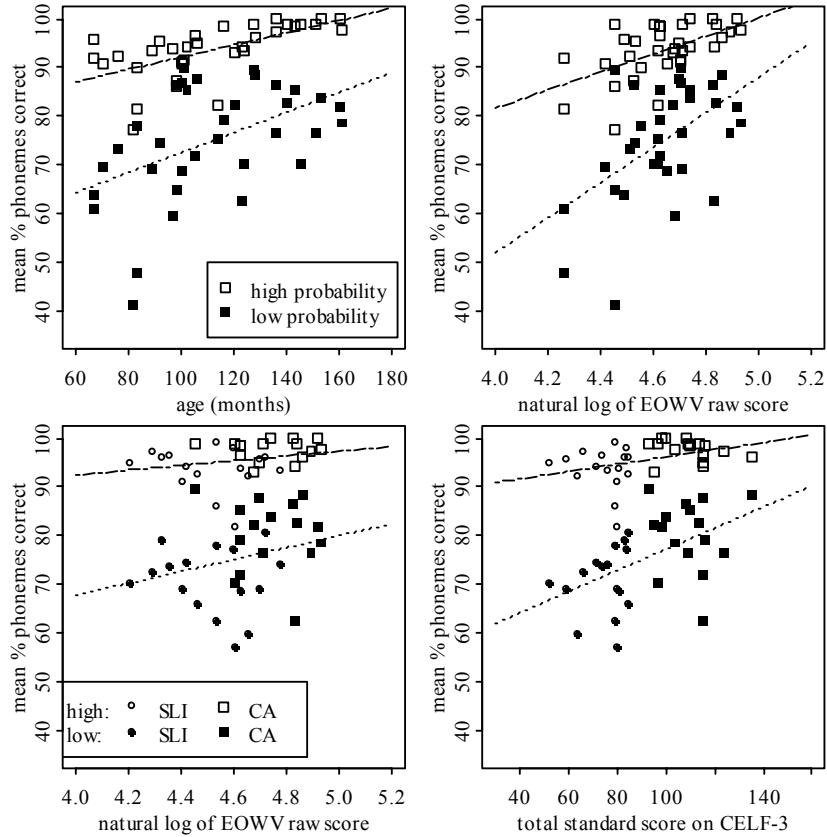 mean % phonemes correct
100
90
80
70
60
50
40
high probability
low probability
60 80 100 120 140 160 180
age (months)
mean % phonemes correct
100
90
80
70
60
50
40
4.0 4.2 4.4 4.6 4.8 5.0 5.2
natural log of EOWV raw score
mean % phonemes correct
100
90
80
70
60
50
40
high: SLI CA
low: SLI CA
4.0 4.2 4.4 4.6 4.8 5.0 5.2
natural log of EOWV raw score
mean % phonemes correct
100
90
80
70
60
50
40
40 60 80 100 140
total standard score on CELF-3